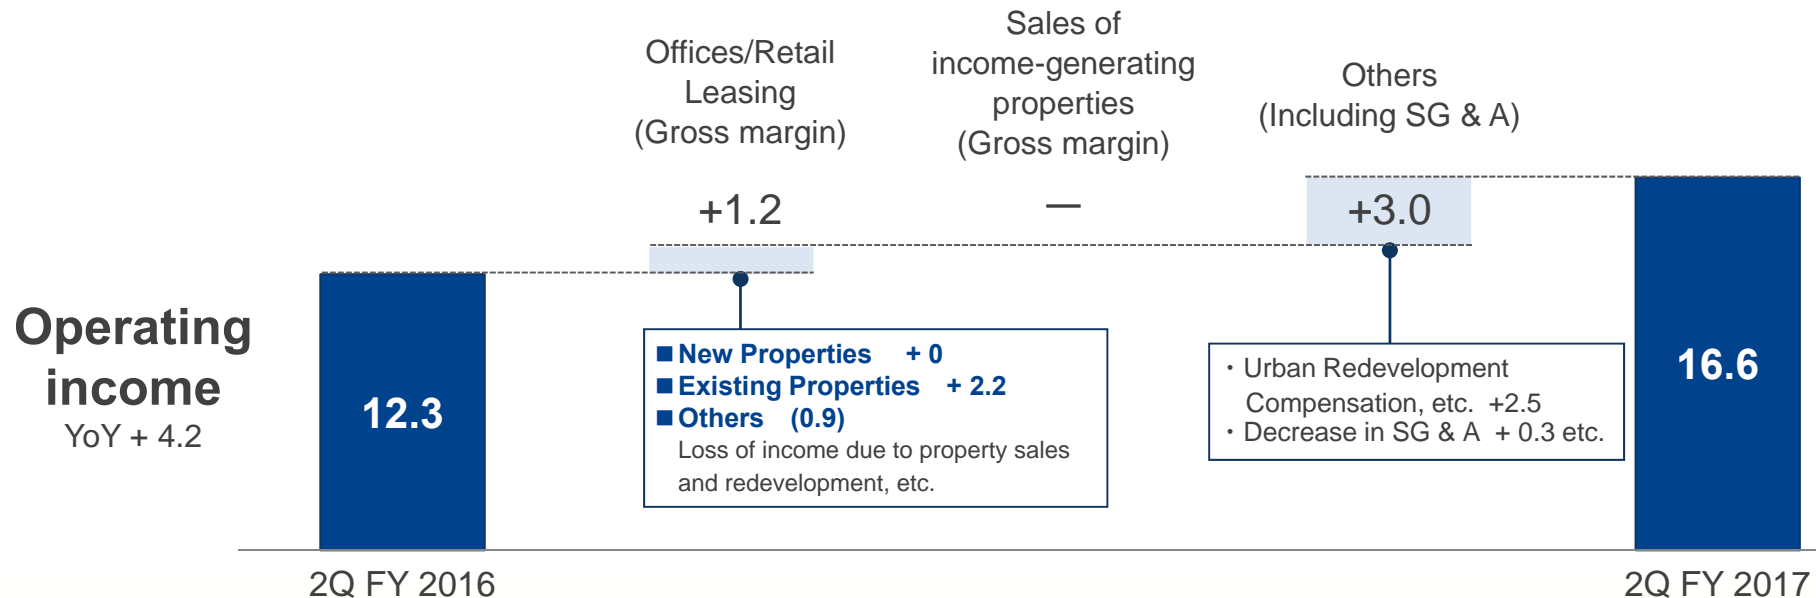 Offices/Retail
Leasing
(Gross margin)
Sales of
income-generating
properties
(Gross margin)
Others
(Including SG & A)
+1.2
—
+3.0
Operating
income
YoY + 4.2
12.3
■ New Properties + 0
■ Existing Properties + 2.2
■ Others (0.9)
Loss of income due to property sales
and redevelopment, etc.
・Urban Redevelopment
Compensation, etc. +2.5
・Decrease in SG & A + 0.3 etc.
16.6
2Q FY 2016
2Q FY 2017